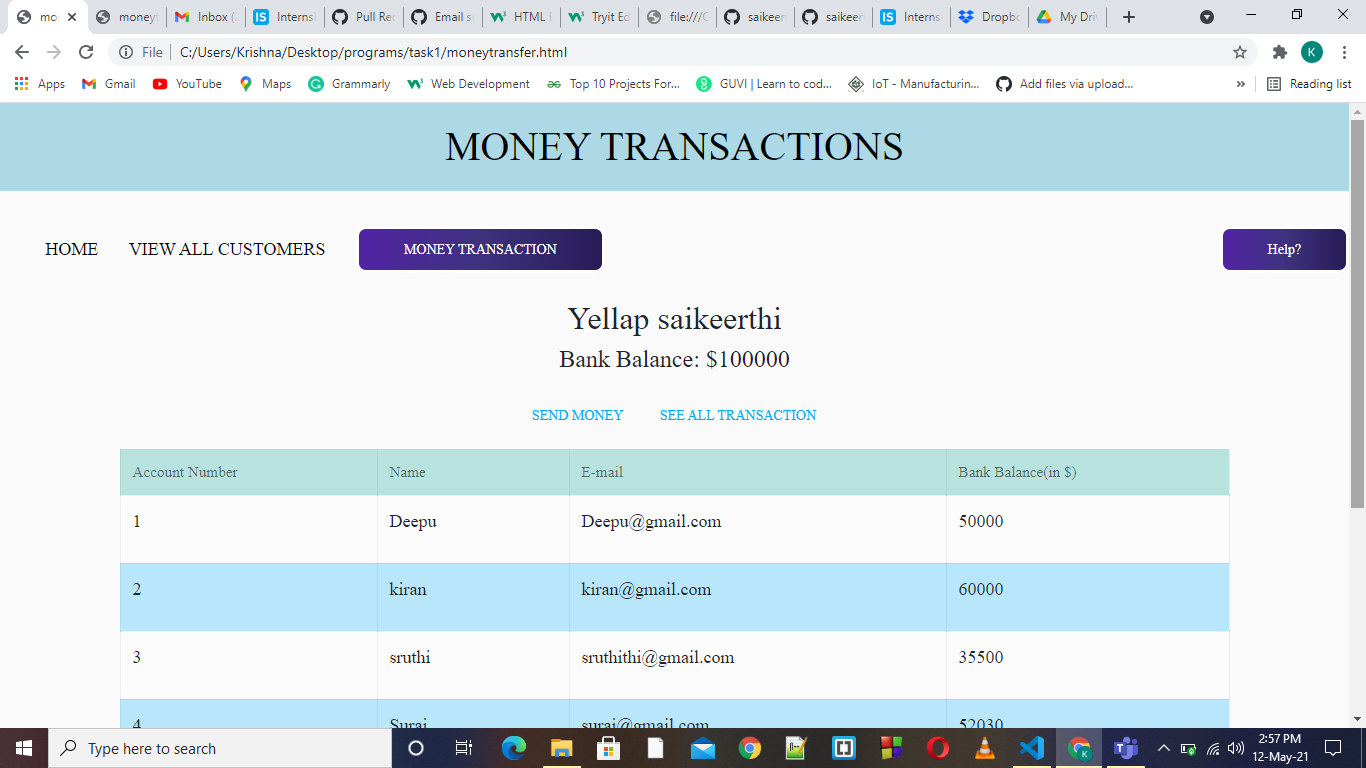 mo
money
Inbox (
Interns
Pull Re
Email s
HTML
Tryit Ed
file:///
saikeer
saikeer
Interns
Dropb
My Dri
File
C:/Users/Krishna/Desktop/programs/task1/moneytransfer.html
K
Apps
Gmail
YouTube
Maps
Grammarly
Web Development
Top 10 Projects For...
GUVI | Learn to cod...
IoT - Manufacturin...
Add files via upload...
»
Reading list
MONEY TRANSACTIONS
HOME
VIEW ALL CUSTOMERS
MONEY TRANSACTION
Help?
Yellap saikeerthi
Bank Balance: $100000
SEND MONEY
SEE ALL TRANSACTION
Account Number Name E-mail Bank Balance(in $)
1 Deepu Deepu@gmail.com 50000
2 kiran kiran@gmail.com 60000
3 sruthi sruthithi@gmail.com 35500
4 Suraj suraj@gmail.com 52030
Type here to search
2:57 PM
12-May-21